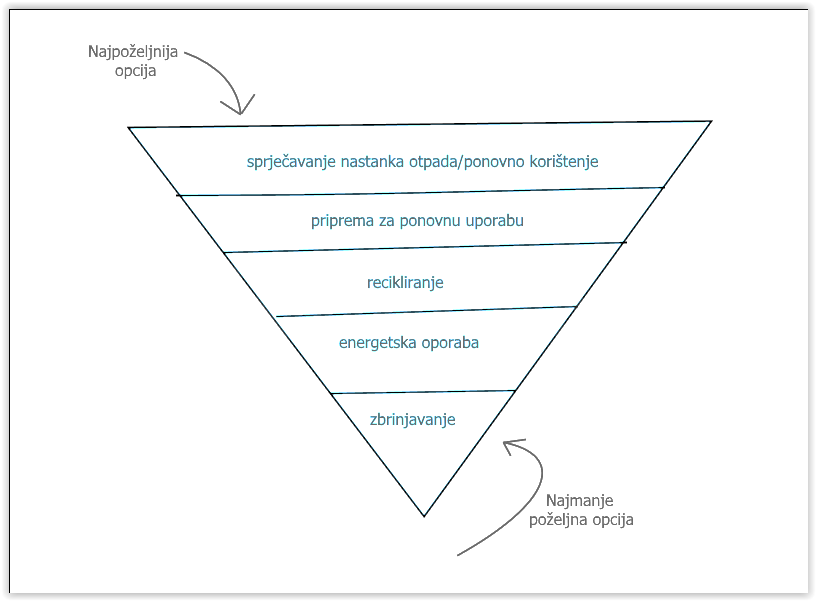 Najpoželjnija
opcija
sprječavanje nastanka otpada/ponovno korištenje
priprema za ponovnu uporabu
recikliranje
energetska oporaba
zbrinjavanje
Najmanje
poželjna opcija